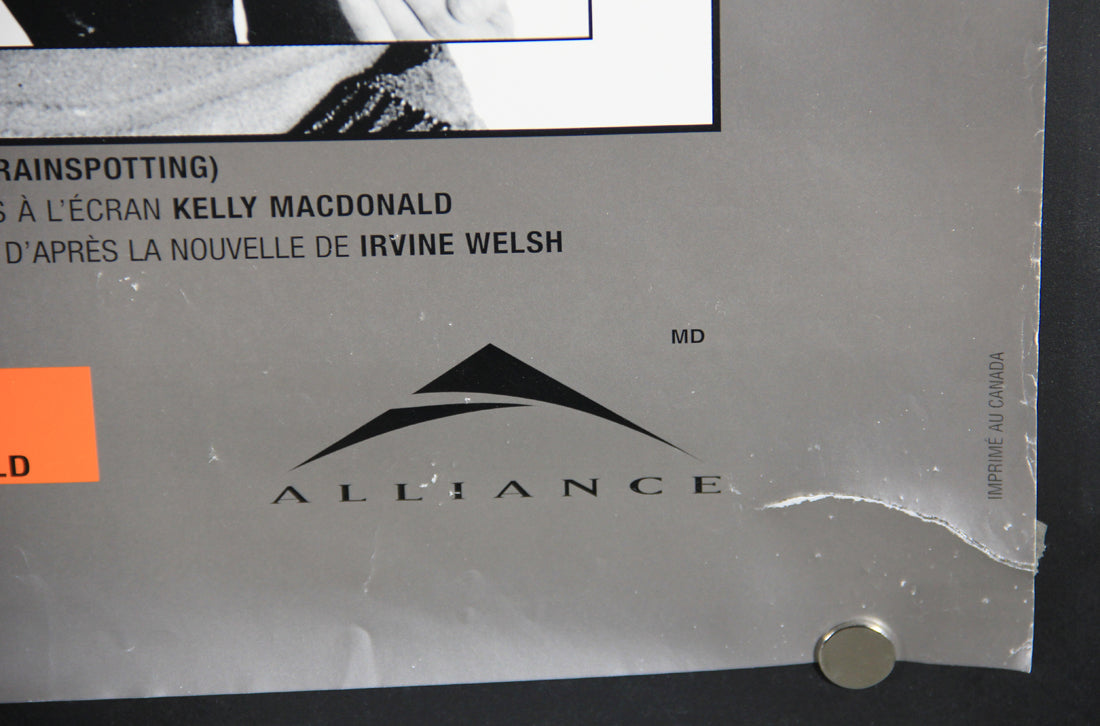 RAINSPOTTING)
S À L'ÉCRAN KELLY MACDONALD
D'APRÈS LA NOUVELLE DE IRVINE WELSH
MD
LD
ALLIANCE
IMPRIMÉ AU CANADA